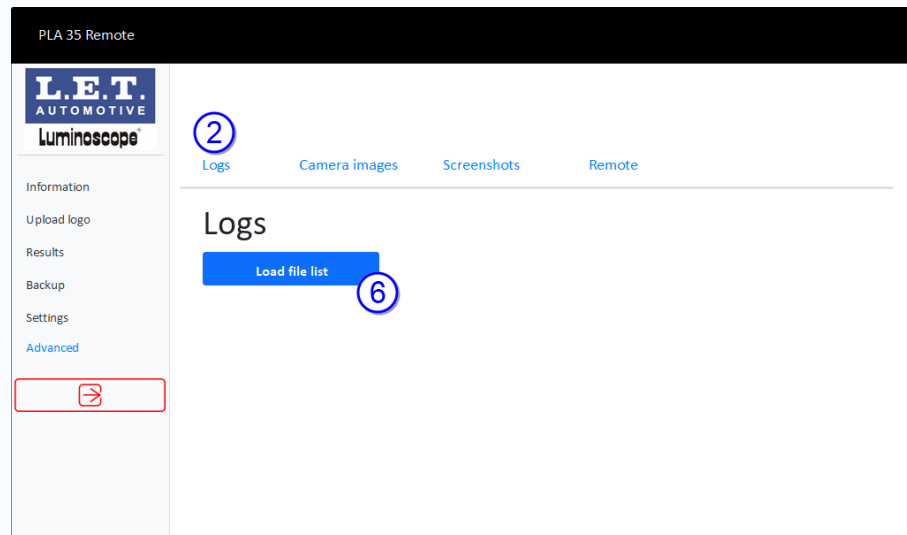 PLA 35 Remote
L.E.T.
AUTOMOTIVE
Luminoscope®
Information
Upload logo
Results
Backup
Settings
Advanced
2
Logs Camera images Screenshots Remote
Logs
Load file list
6